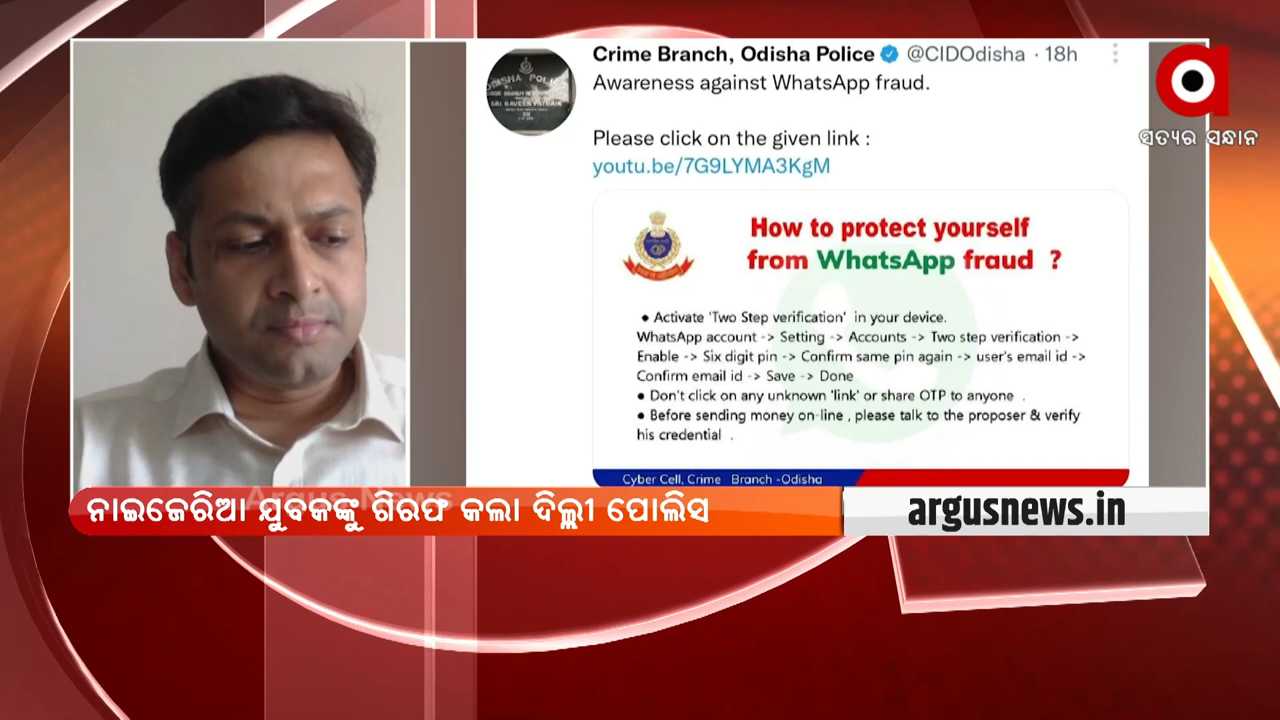 Crime Branch, Odisha Police @CIDOdisha · 18h
Awareness against WhatsApp fraud.
Please click on the given link :
youtu.be/7G9LYMA3KgM
ସତ୍ୟର ସନ୍ଧାନ
How to protect yourself
from WhatsApp fraud ?
● Activate 'Two Step verification' in your device.
WhatsApp account -> Setting -> Accounts -> Two step verification ->
Enable -> Six digit pin -> Confirm same pin again -> user's email id ->
Confirm email id -> Save -> Done
● Don't click on any unknown 'link' or share OTP to anyone .
● Before sending money on-line , please talk to the proposer & verify
his credential .
Cyber Cell, Crime Branch -Odisha
Argus News
ନାଇଜେରିଆ ଯୁବକଙ୍କୁ ଗିରଫ କଲା ଦିଲ୍ଲୀ ପୋଲିସ
argusnews.in